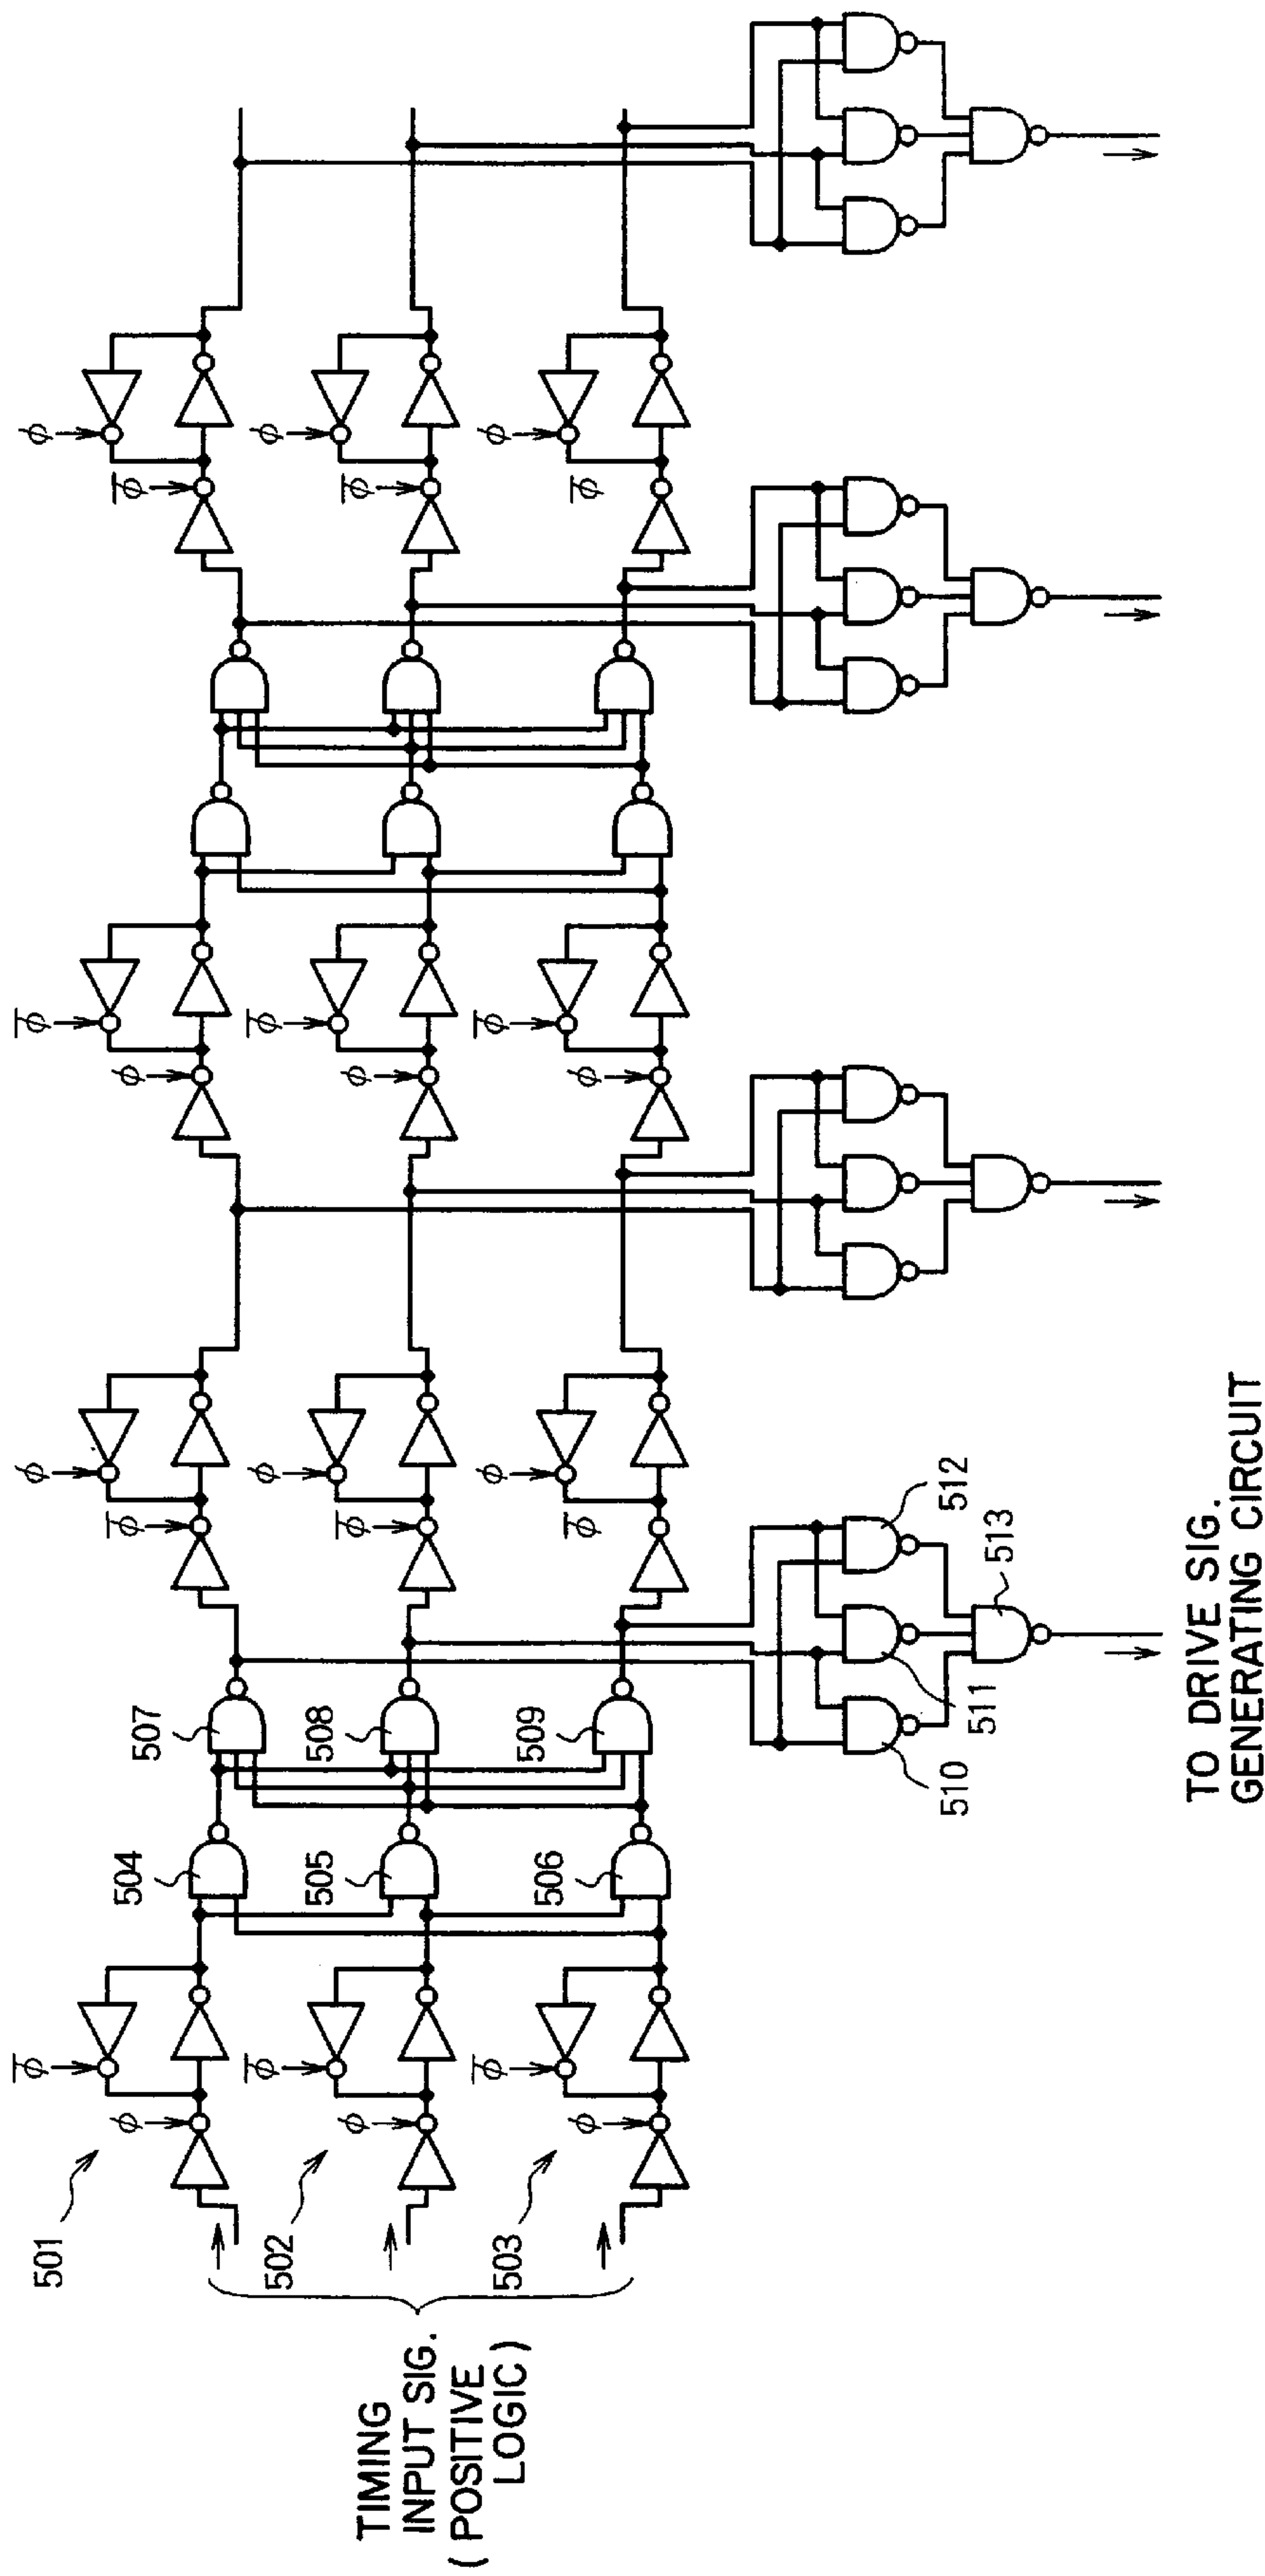 TIMING
INPUT SIG.
( POSITIVE
LOGIC )
501
502
503
φ
φ̅
φ
φ̅
φ
φ̅
504
505
506
507
508
509
510
511
512
513
φ̅
φ
φ̅
φ
φ̅
φ
φ
φ̅
φ
φ̅
φ
φ̅
φ̅
φ
φ̅
φ
φ̅
φ
TO DRIVE SIG.
GENERATING CIRCUIT